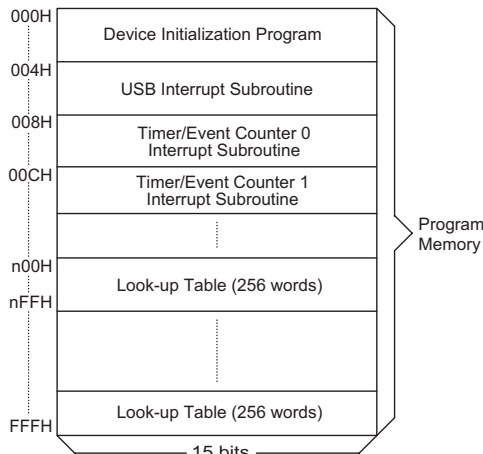 000H
Device Initialization Program
004H
USB Interrupt Subroutine
008H
Timer/Event Counter 0
Interrupt Subroutine
00CH
Timer/Event Counter 1
Interrupt Subroutine
Program
Memory
n00H
Look-up Table (256 words)
nFFH
Look-up Table (256 words)
FFFH
15 bits